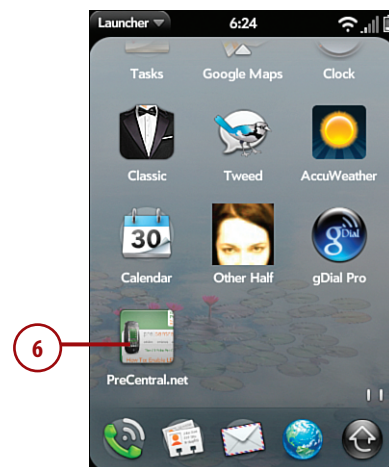 Launcher 6:24
Tasks Google Maps Clock
Classic Tweed AccuWeather
30
gDial
Calendar Other Half gDial Pro
6
PreCentral.net